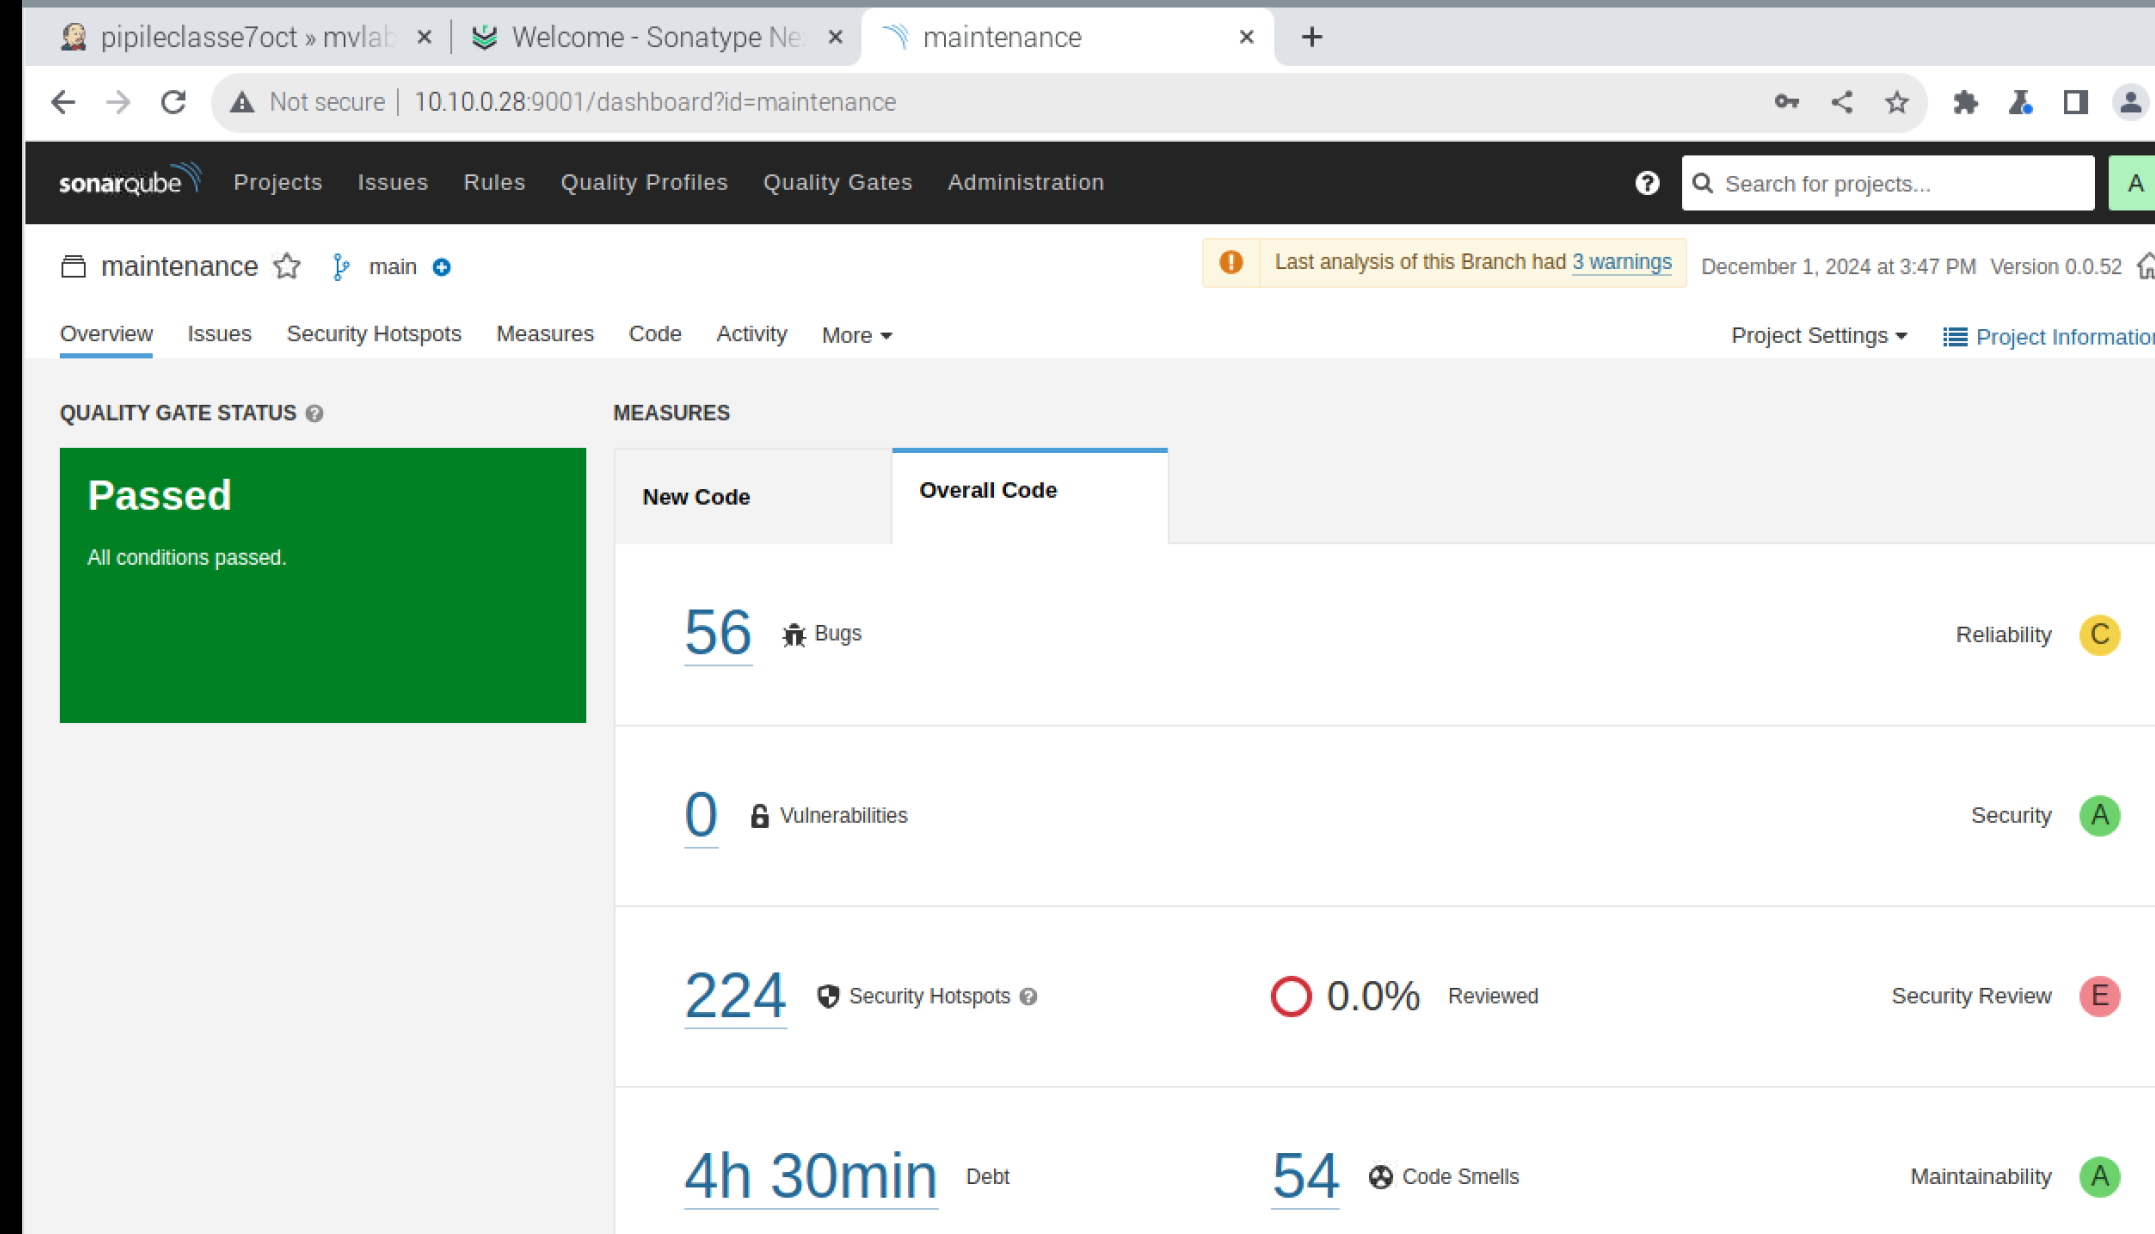 pipileclasse7oct » mvlab
Welcome - Sonatype Ne
maintenance
Not secure
10.10.0.28:9001/dashboard?id=maintenance
sonarqube
Projects
Issues
Rules
Quality Profiles
Quality Gates
Administration
Search for projects...
A
maintenance
main
Last analysis of this Branch had 3 warnings
December 1, 2024 at 3:47 PM
Version 0.0.52
Overview
Issues
Security Hotspots
Measures
Code
Activity
More
Project Settings
Project Information
QUALITY GATE STATUS
MEASURES
Passed
All conditions passed.
New Code
Overall Code
56
Bugs
Reliability
C
0
Vulnerabilities
Security
A
224
Security Hotspots
0.0%
Reviewed
Security Review
E
4h 30min
Debt
54
Code Smells
Maintainability
A